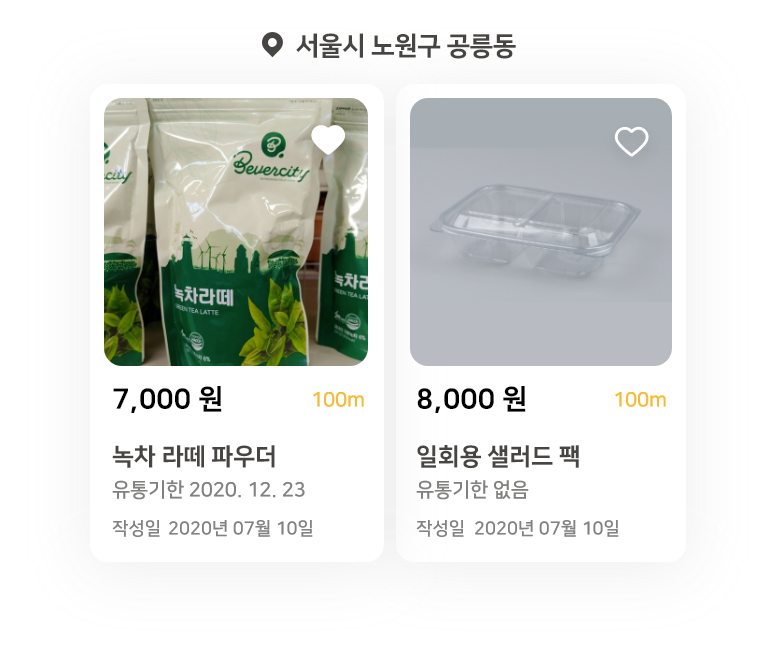 서울시 노원구 공릉동
Bevercity
녹차라떼
GREEN TEA LATTE
7,000 원
100m
녹차 라떼 파우더
유통기한 2020. 12. 23
작성일 2020년 07월 10일
8,000 원
100m
일회용 샐러드 팩
유통기한 없음
작성일 2020년 07월 10일